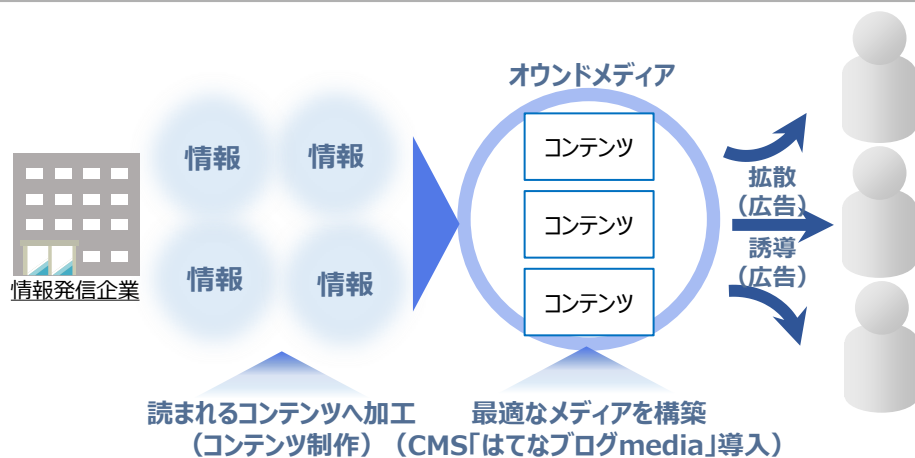 オウンドメディア
情報
情報
情報
情報
情報発信企業
コンテンツ
コンテンツ
コンテンツ
拡散
（広告）
誘導
（広告）
読まれるコンテンツへ加工
（コンテンツ制作）
最適なメディアを構築
（CMS「はてなブログmedia」導入）